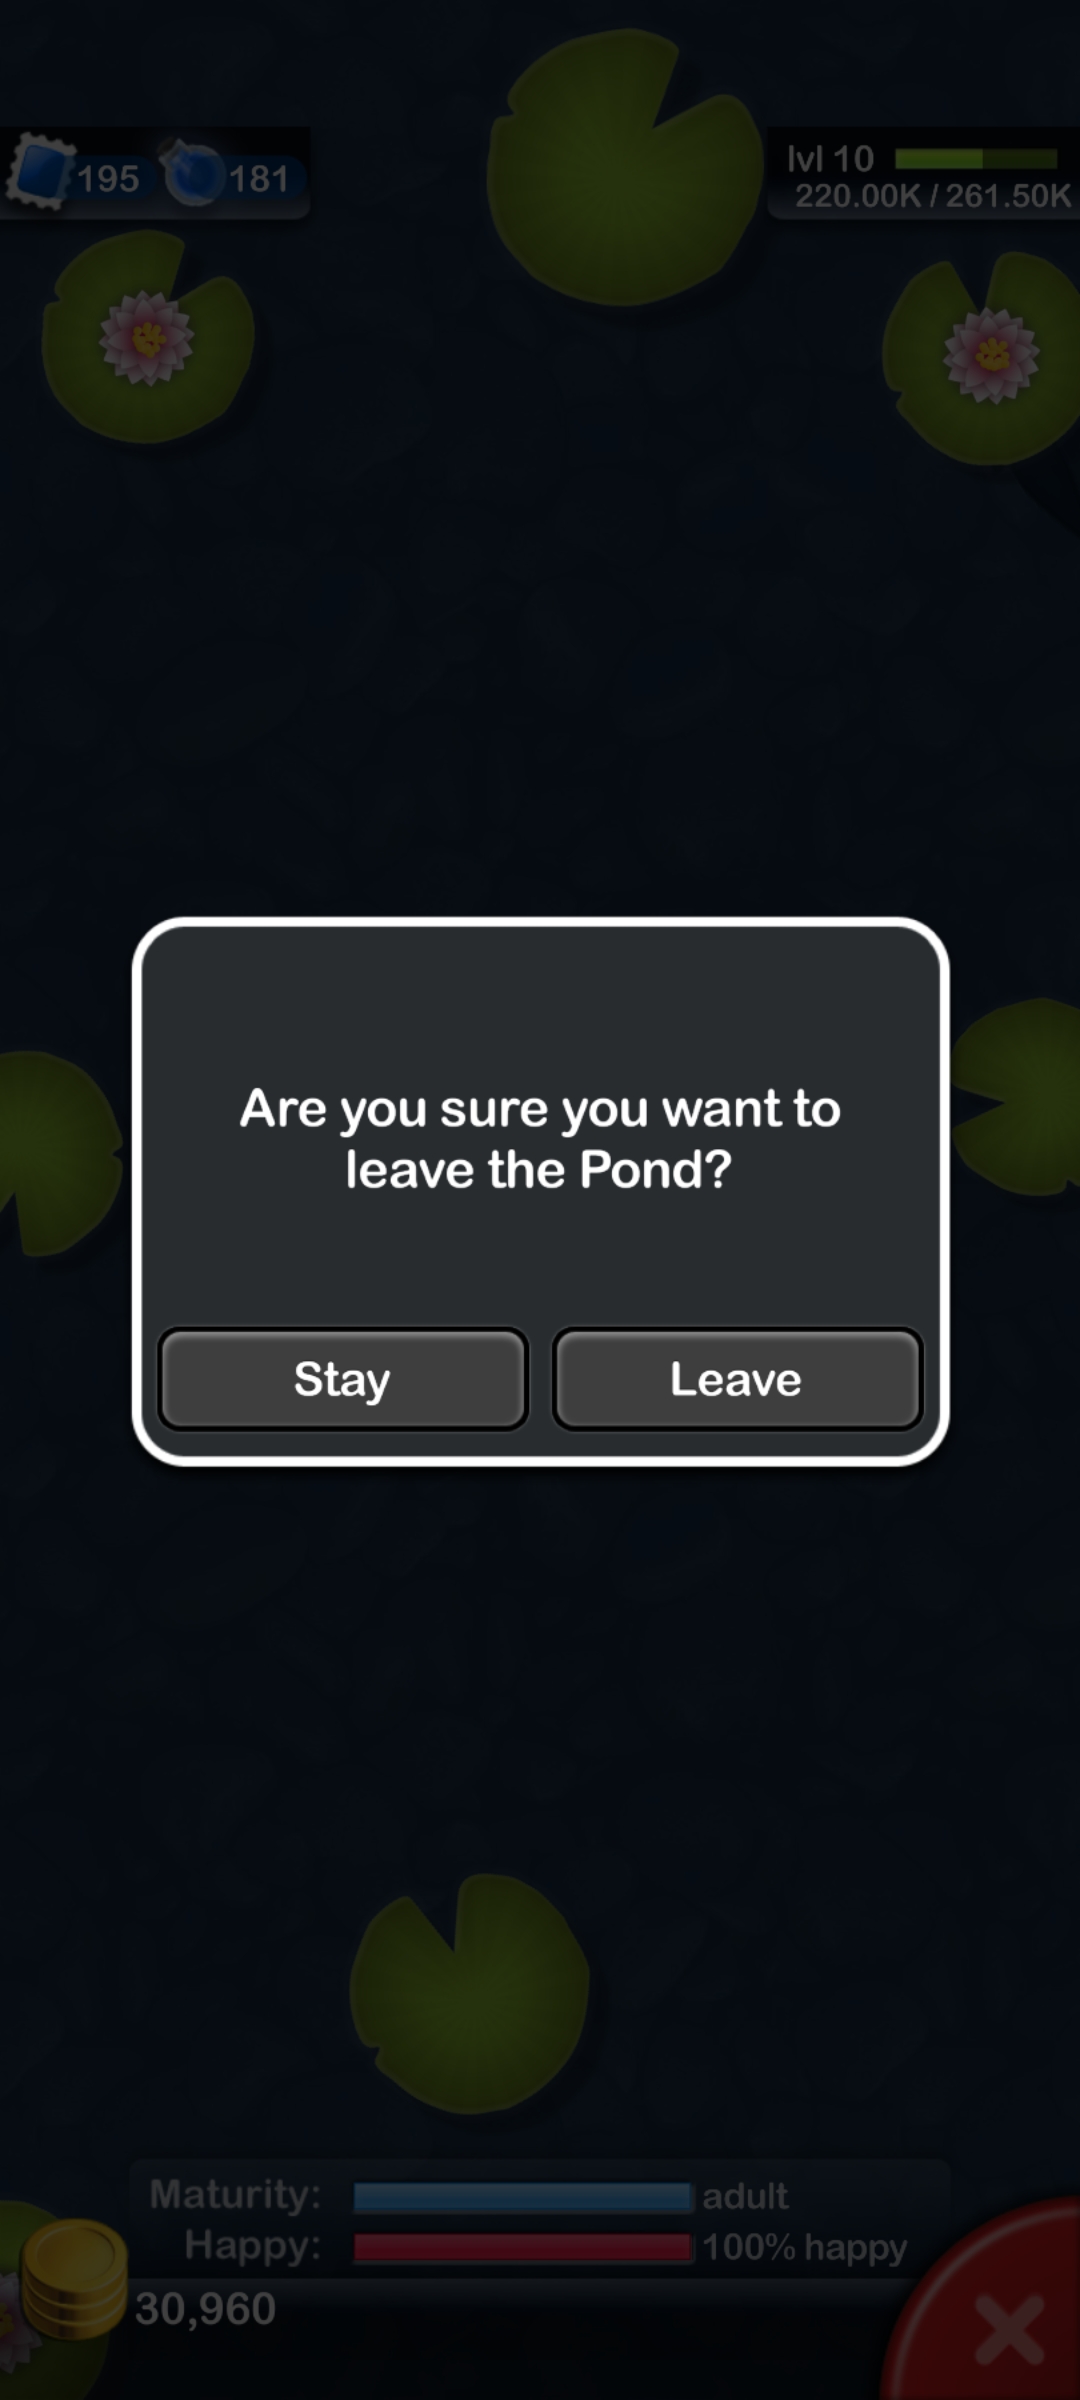 195 181
lvl 10
220.00K / 261.50K
Are you sure you want to
leave the Pond?
Stay Leave
Maturity: adult
Happy: 100% happy
30,960